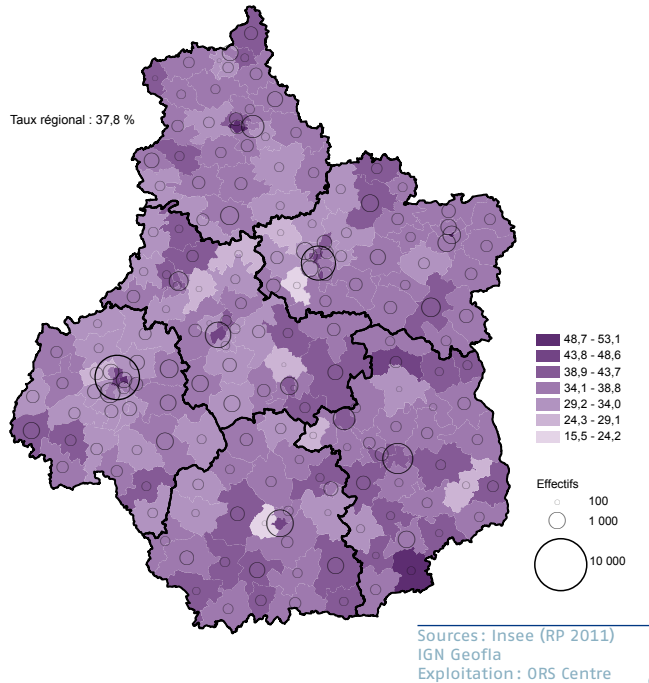 Taux régional : 37,8 %
48,7 - 53,1
43,8 - 48,6
38,9 - 43,7
34,1 - 38,8
29,2 - 34,0
24,3 - 29,1
15,5 - 24,2
Effectifs
100
1 000
10 000
Sources : Insee (RP 2011)
IGN Geofla
Exploitation : ORS Centre